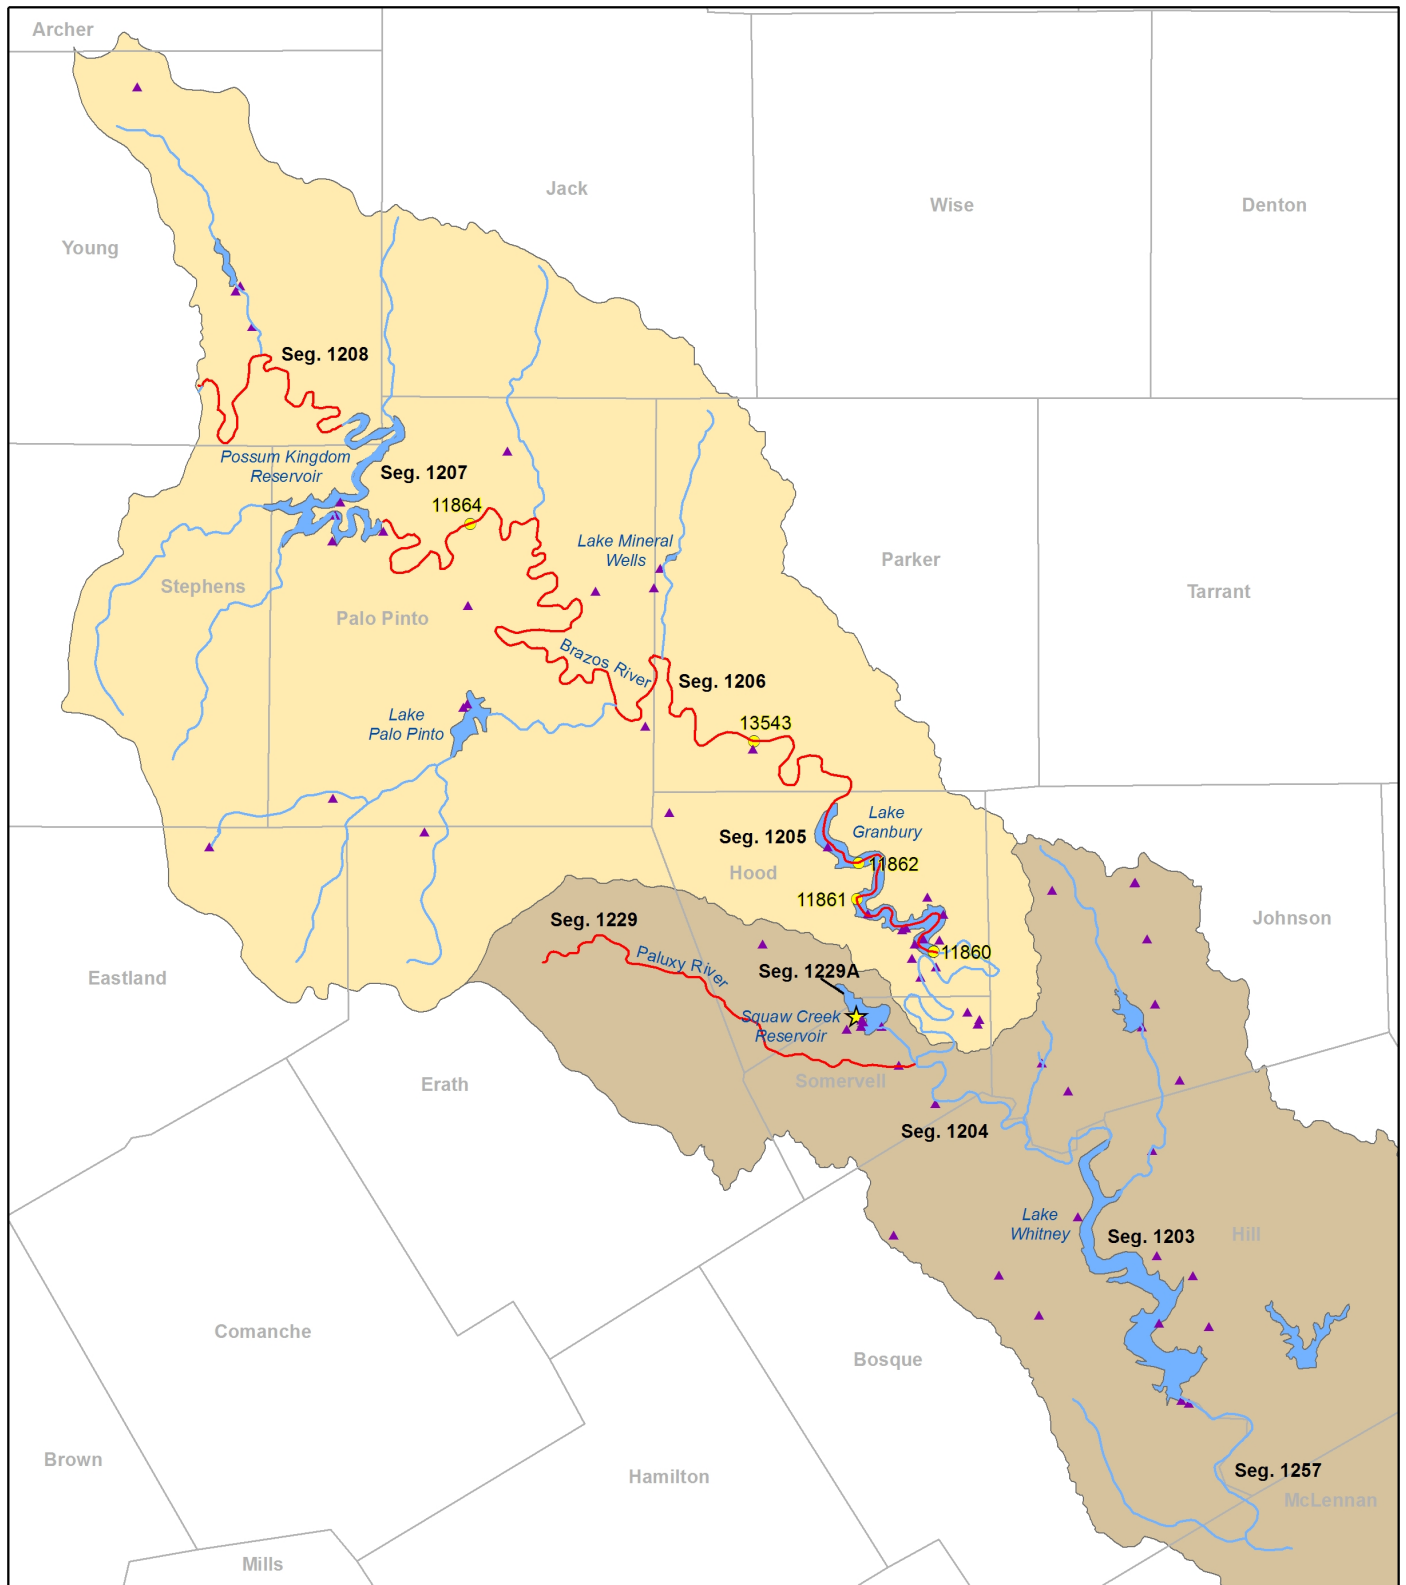 Archer
Jack
Wise
Denton
Young
Seg. 1208
Possum Kingdom
Reservoir
Seg. 1207
11864
Lake Mineral
Wells
Parker
Stephens
Tarrant
Palo Pinto
Brazos River
Seg. 1206
Lake
Palo Pinto
13543
Lake
Granbury
Seg. 1205
11862
Hood
11861
Seg. 1229
Johnson
Paluxy River
11860
Seg. 1229A
Eastland
Squaw Creek
Reservoir
Erath
Somervell
Seg. 1204
Lake
Whitney
Seg. 1203
Hill
Comanche
Bosque
Brown
Hamilton
Seg. 1257
McLennan
Mills